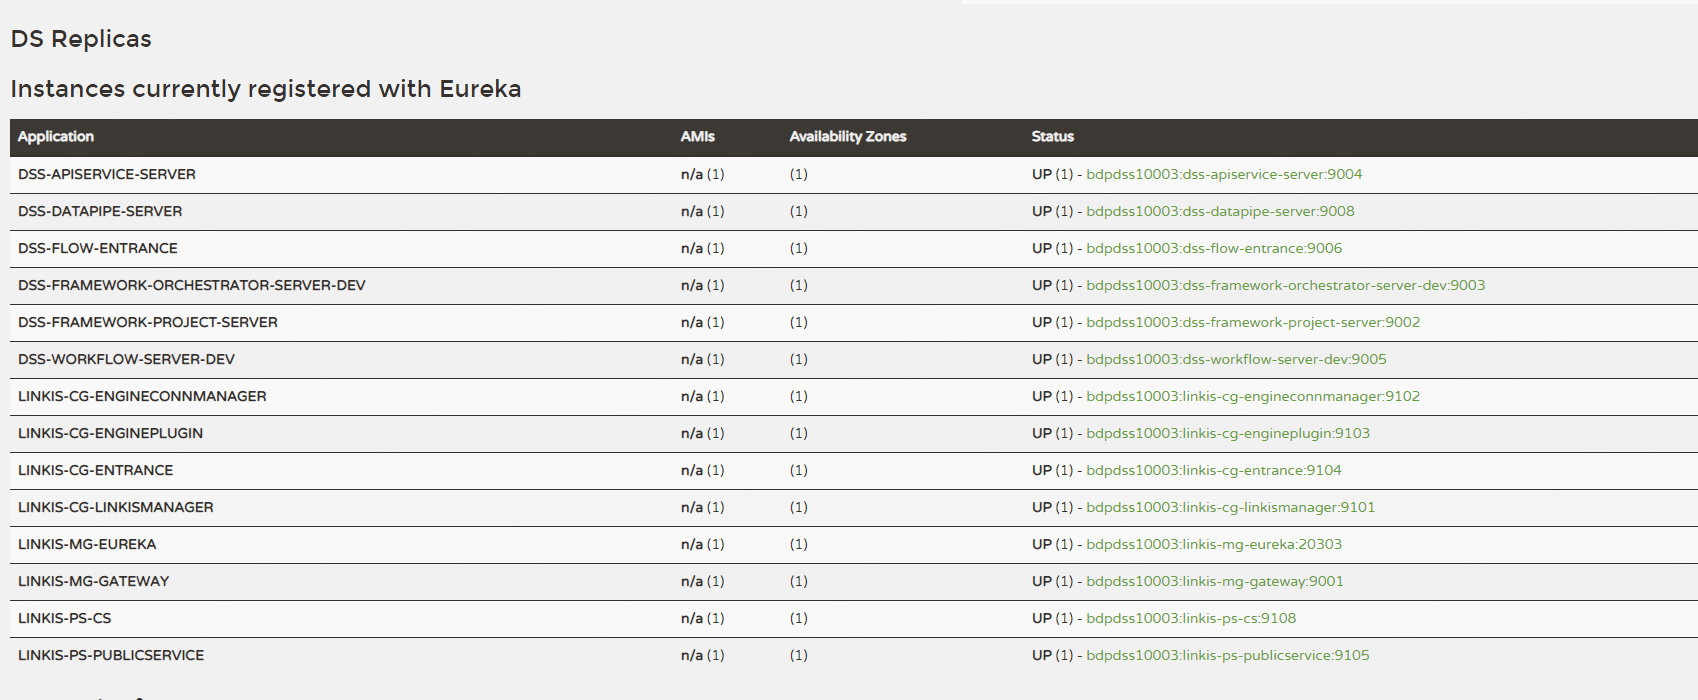 DS Replicas
Instances currently registered with Eureka
Application AMIs Availability Zones Status
DSS-APISERVICE-SERVER n/a (1) (1) UP (1) - bdpdss10003:dss-apiservice-server:9004
DSS-DATAPIPE-SERVER n/a (1) (1) UP (1) - bdpdss10003:dss-datapipe-server:9008
DSS-FLOW-ENTRANCE n/a (1) (1) UP (1) - bdpdss10003:dss-flow-entrance:9006
DSS-FRAMEWORK-ORCHESTRATOR-SERVER-DEV n/a (1) (1) UP (1) - bdpdss10003:dss-framework-orchestrator-server-dev:9003
DSS-FRAMEWORK-PROJECT-SERVER n/a (1) (1) UP (1) - bdpdss10003:dss-framework-project-server:9002
DSS-WORKFLOW-SERVER-DEV n/a (1) (1) UP (1) - bdpdss10003:dss-workflow-server-dev:9005
LINKIS-CG-ENGINECONNMANAGER n/a (1) (1) UP (1) - bdpdss10003:linkis-cg-engineconnmanager:9102
LINKIS-CG-ENGINEPLUGIN n/a (1) (1) UP (1) - bdpdss10003:linkis-cg-engineplugin:9103
LINKIS-CG-ENTRANCE n/a (1) (1) UP (1) - bdpdss10003:linkis-cg-entrance:9104
LINKIS-CG-LINKISMANAGER n/a (1) (1) UP (1) - bdpdss10003:linkis-cg-linkismanager:9101
LINKIS-MG-EUREKA n/a (1) (1) UP (1) - bdpdss10003:linkis-mg-eureka:20303
LINKIS-MG-GATEWAY n/a (1) (1) UP (1) - bdpdss10003:linkis-mg-gateway:9001
LINKIS-PS-CS n/a (1) (1) UP (1) - bdpdss10003:linkis-ps-cs:9108
LINKIS-PS-PUBLICSERVICE n/a (1) (1) UP (1) - bdpdss10003:linkis-ps-publicservice:9105